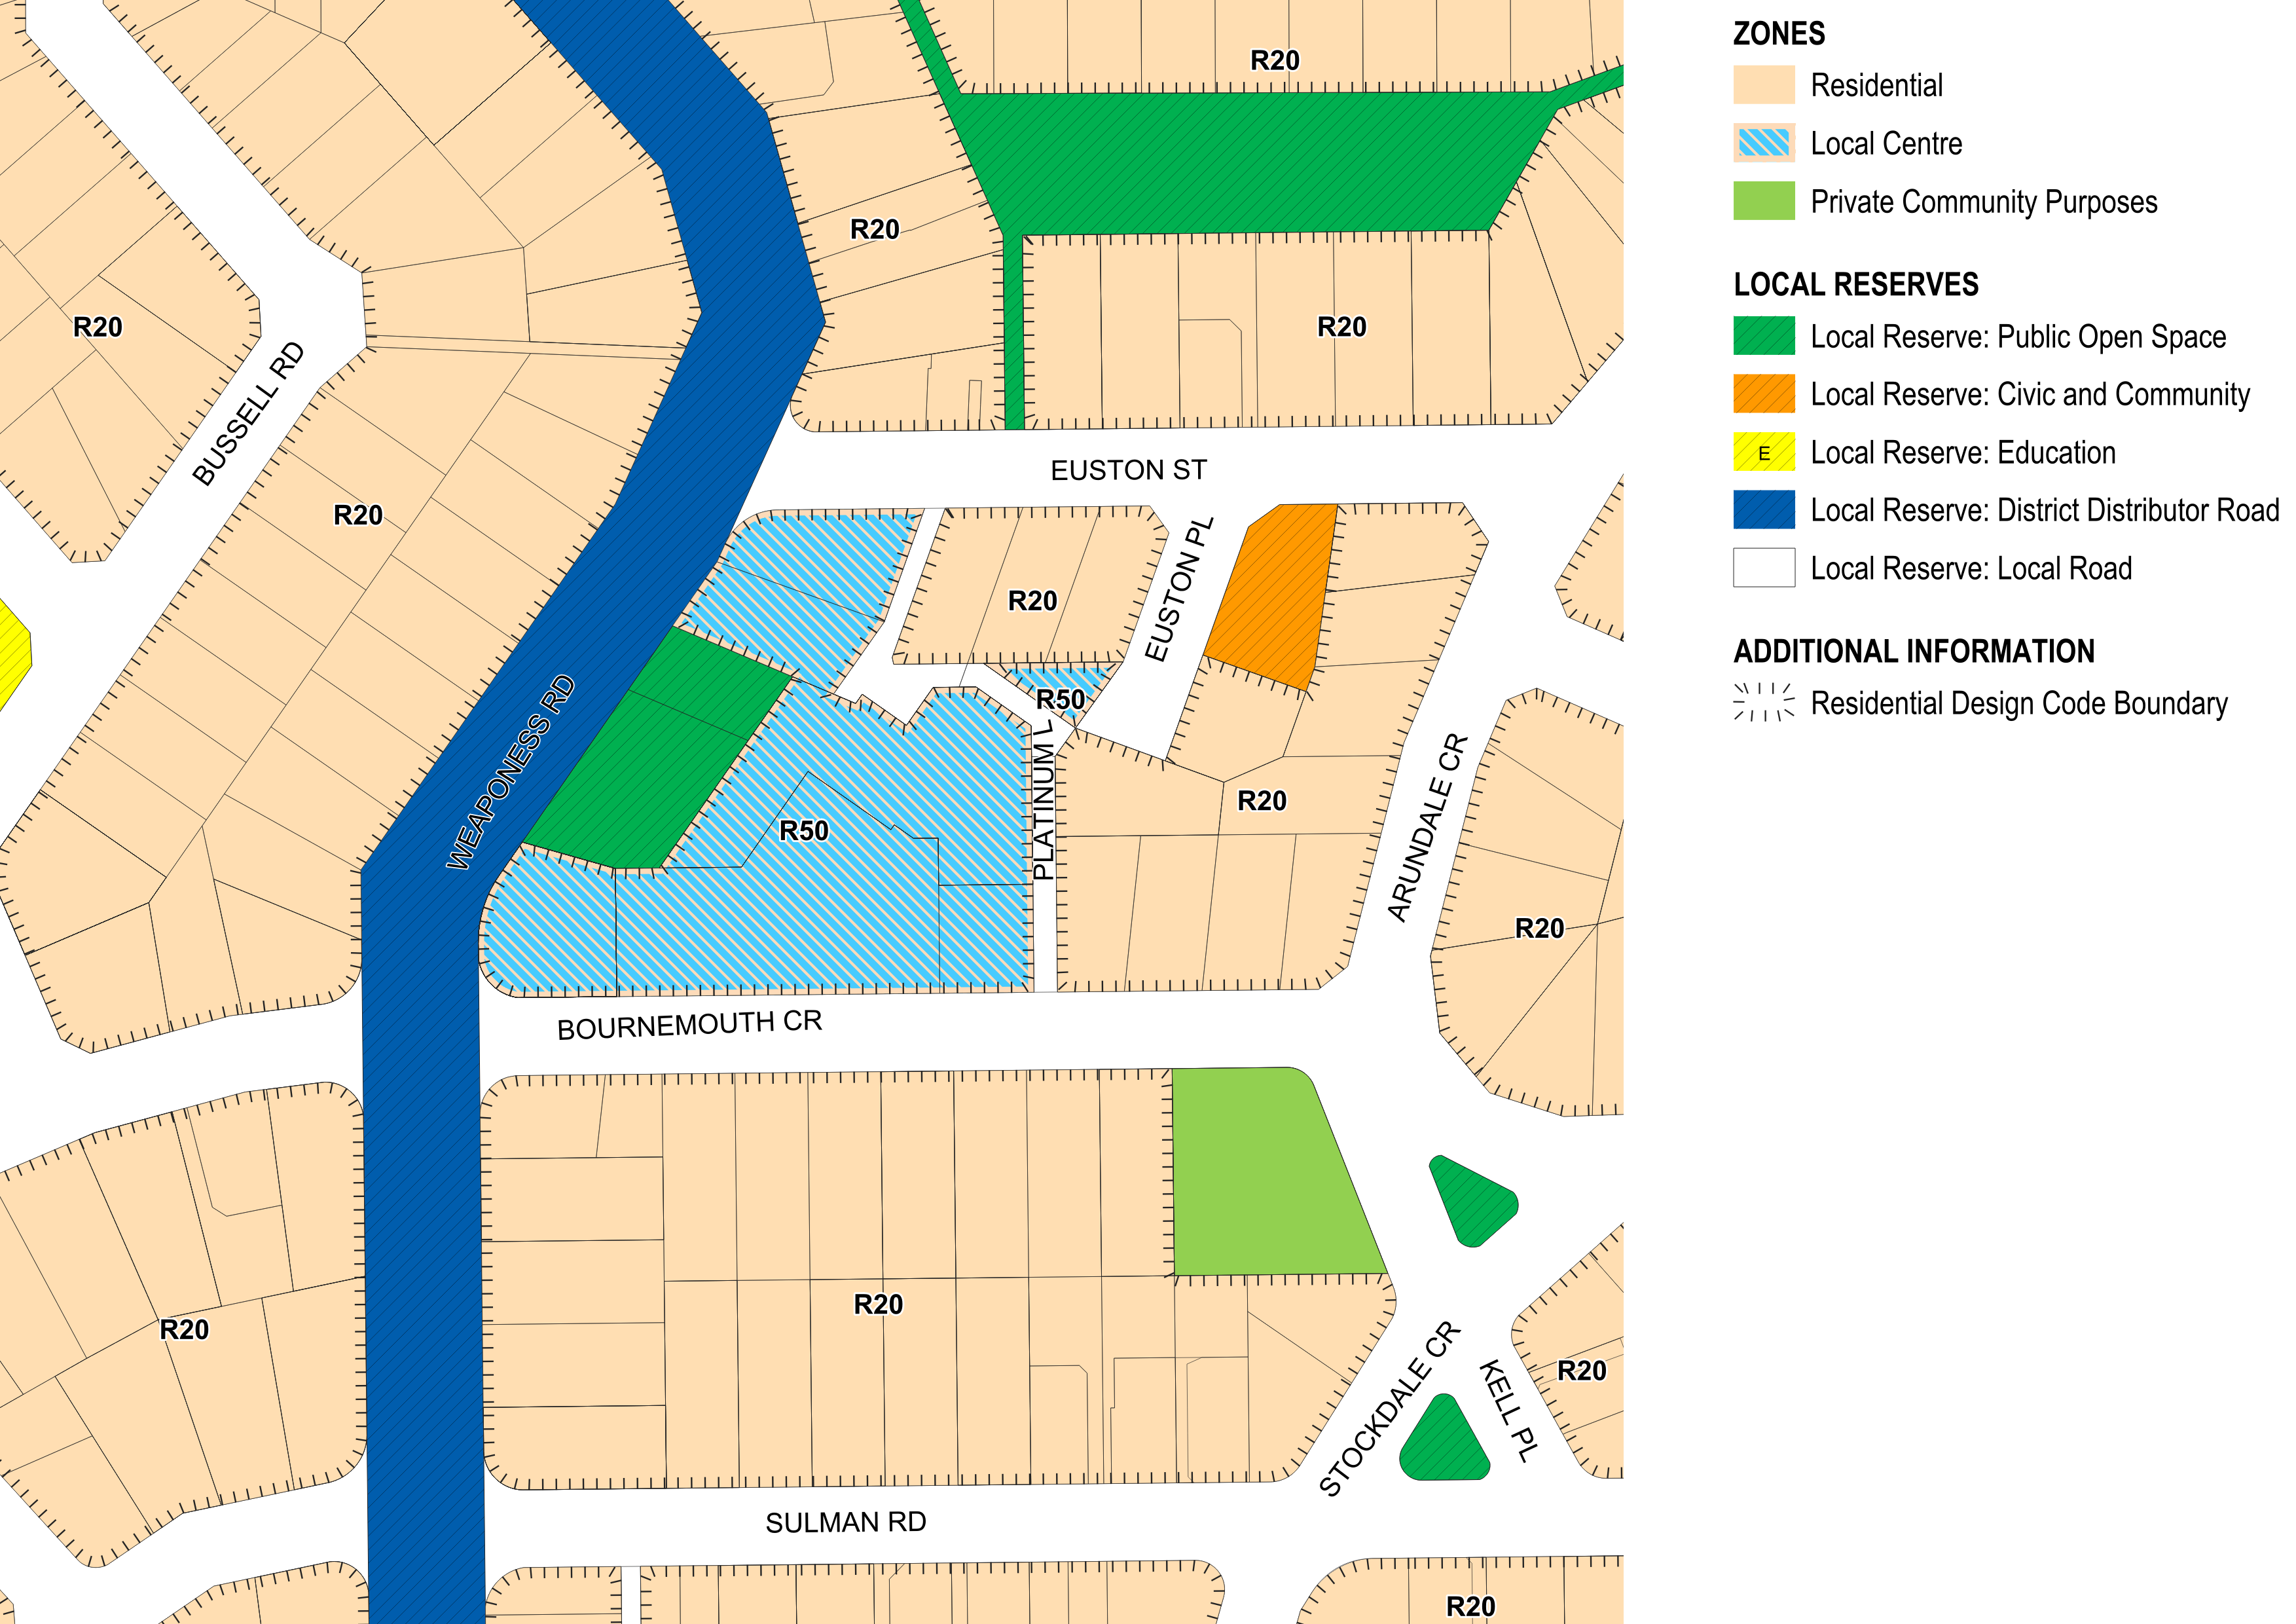 R20
R20
R20
R20
BUSSELL RD
EUSTON ST
R20
EUSTON PL
R20
R50
WEAPONESS RD
PLATINUM L
R50
R20
ARUNDALE CR
R20
BOURNEMOUTH CR
R20
R20
STOCKDALE CR
KELL PL
R20
SULMAN RD
R20
ZONES
Residential
Local Centre
Private Community Purposes
LOCAL RESERVES
Local Reserve: Public Open Space
Local Reserve: Civic and Community
E
Local Reserve: Education
Local Reserve: District Distributor Road
Local Reserve: Local Road
ADDITIONAL INFORMATION
Residential Design Code Boundary